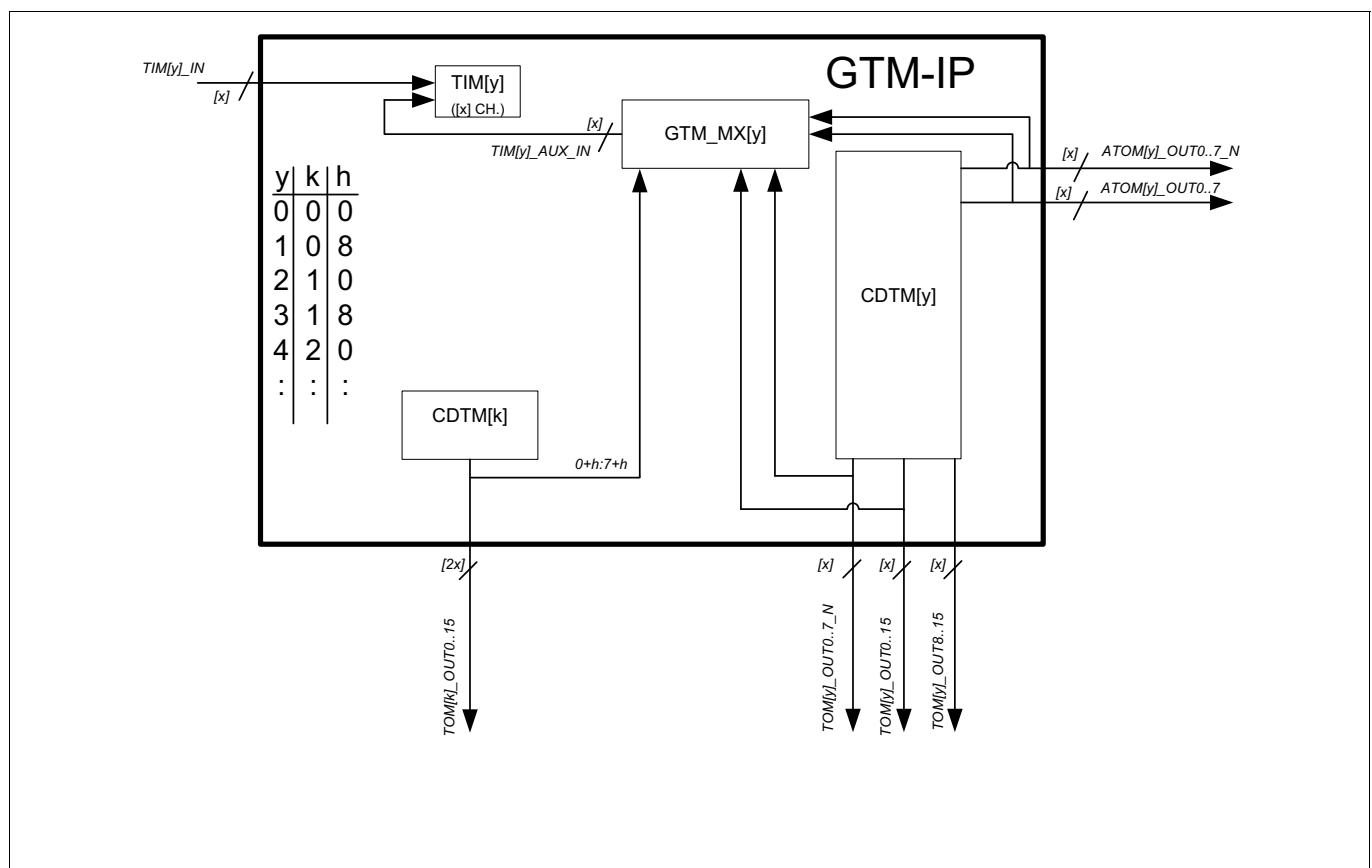 GTM-IP
TIM[y]_IN
[x]
TIM[y]
([x] CH.)
[x]
TIM[y]_AUX_IN
GTM_MX[y]
[x]
ATOM[y]_OUT0..7_N
[x]
ATOM[y]_OUT0..7
y k h
0 0 0
1 0 8
2 1 0
3 1 8
4 2 0
: : :
CDTM[y]
CDTM[k]
0+h:7+h
[2x]
[x]
[x]
[x]
TOM[k]_OUT0..15
TOM[y]_OUT0..7_N
TOM[y]_OUT0..15
TOM[y]_OUT8..15